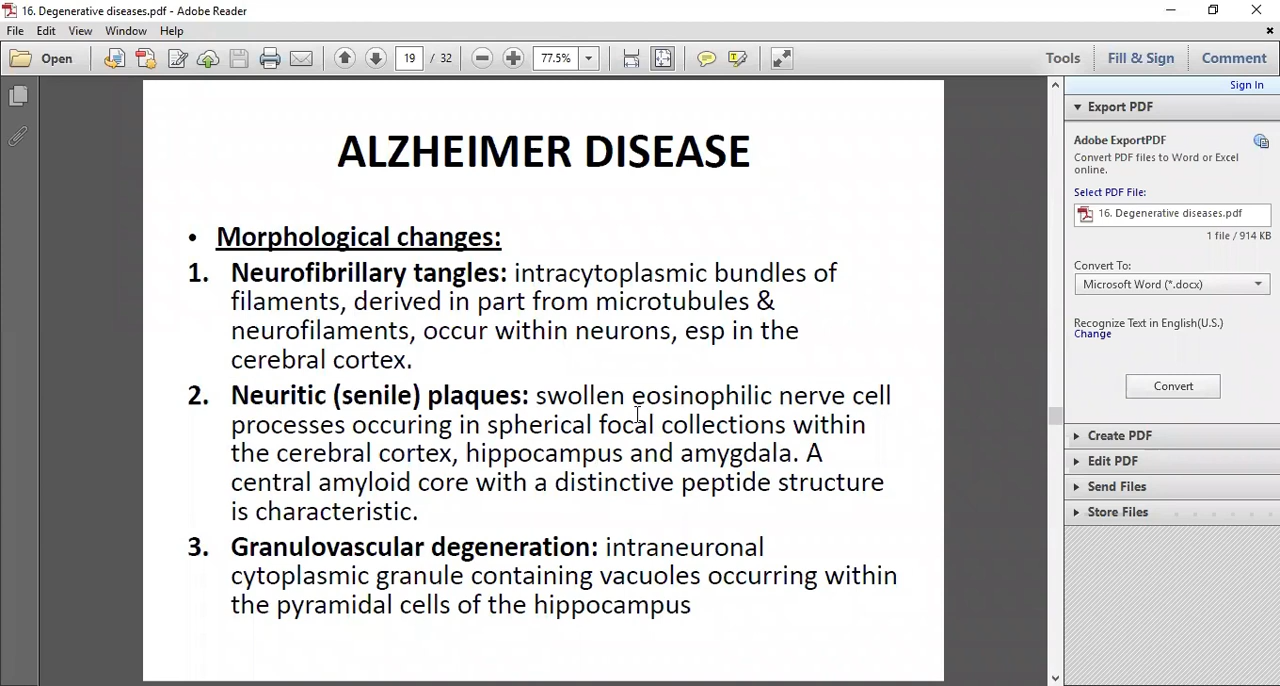 16. Degenerative diseases.pdf - Adobe Reader
File Edit View Window Help
Open 19 / 32 77.5% Tools Fill & Sign Comment
Sign In
Export PDF
Adobe ExportPDF
Convert PDF files to Word or Excel
online.
Select PDF File:
16. Degenerative diseases.pdf
1 file / 914 KB
Convert To:
Microsoft Word (*.docx)
Recognize Text in English(U.S.)
Change
Convert
Create PDF
Edit PDF
Send Files
Store Files
ALZHEIMER DISEASE
• Morphological changes:
1. Neurofibrillary tangles: intracytoplasmic bundles of
filaments, derived in part from microtubules &
neurofilaments, occur within neurons, esp in the
cerebral cortex.
2. Neuritic (senile) plaques: swollen eosinophilic nerve cell
processes occuring in spherical focal collections within
the cerebral cortex, hippocampus and amygdala. A
central amyloid core with a distinctive peptide structure
is characteristic.
3. Granulovascular degeneration: intraneuronal
cytoplasmic granule containing vacuoles occurring within
the pyramidal cells of the hippocampus